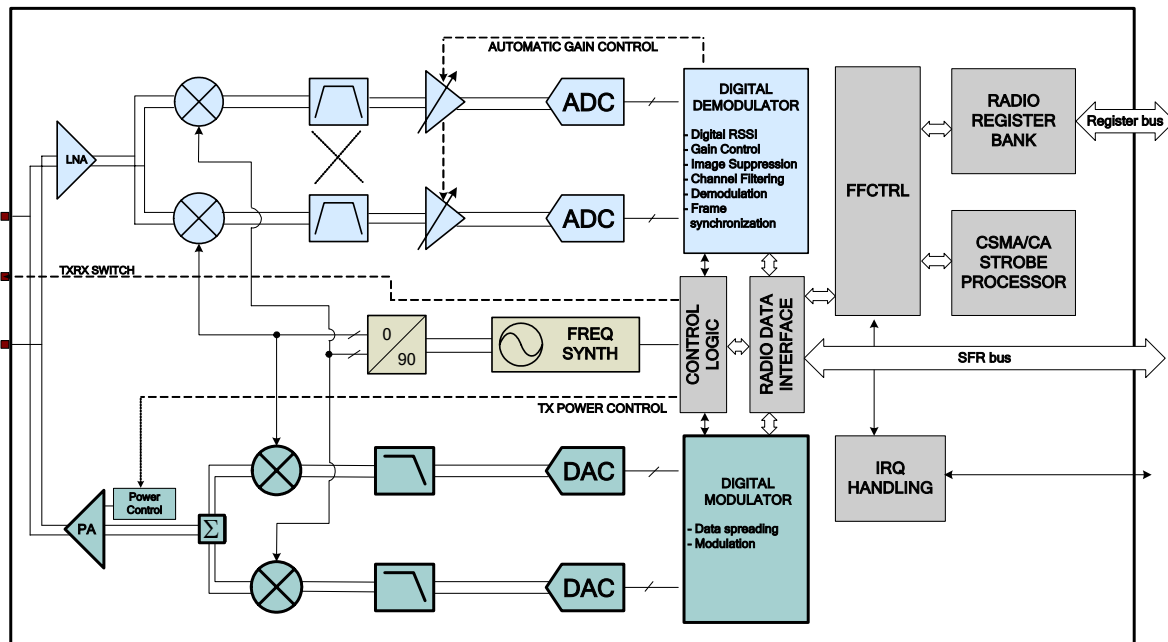 AUTOMATIC GAIN CONTROL
LNA
ADC
ADC
DIGITAL
DEMODULATOR
- Digital RSSI
- Gain Control
- Image Suppression
- Channel Filtering
- Demodulation
- Frame
synchronization
FFCTRL
RADIO
REGISTER
BANK
Register bus
CSMA/CA
STROBE
PROCESSOR
TXRX SWITCH
0
90
FREQ
SYNTH
CONTROL
LOGIC
RADIO DATA
INTERFACE
SFR bus
TX POWER CONTROL
Power
Control
PA
Σ
DAC
DAC
DIGITAL
MODULATOR
- Data spreading
- Modulation
IRQ
HANDLING